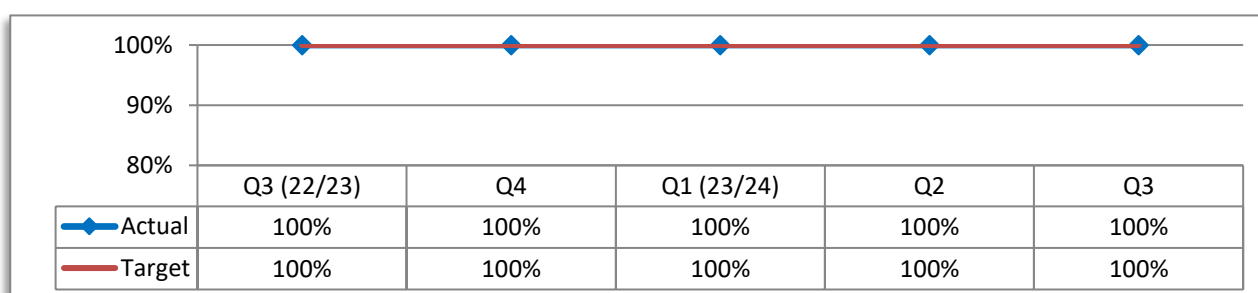 100%
90%
80%
Q3 (22/23) Q4 Q1 (23/24) Q2 Q3
Actual 100% 100% 100% 100% 100%
Target 100% 100% 100% 100% 100%